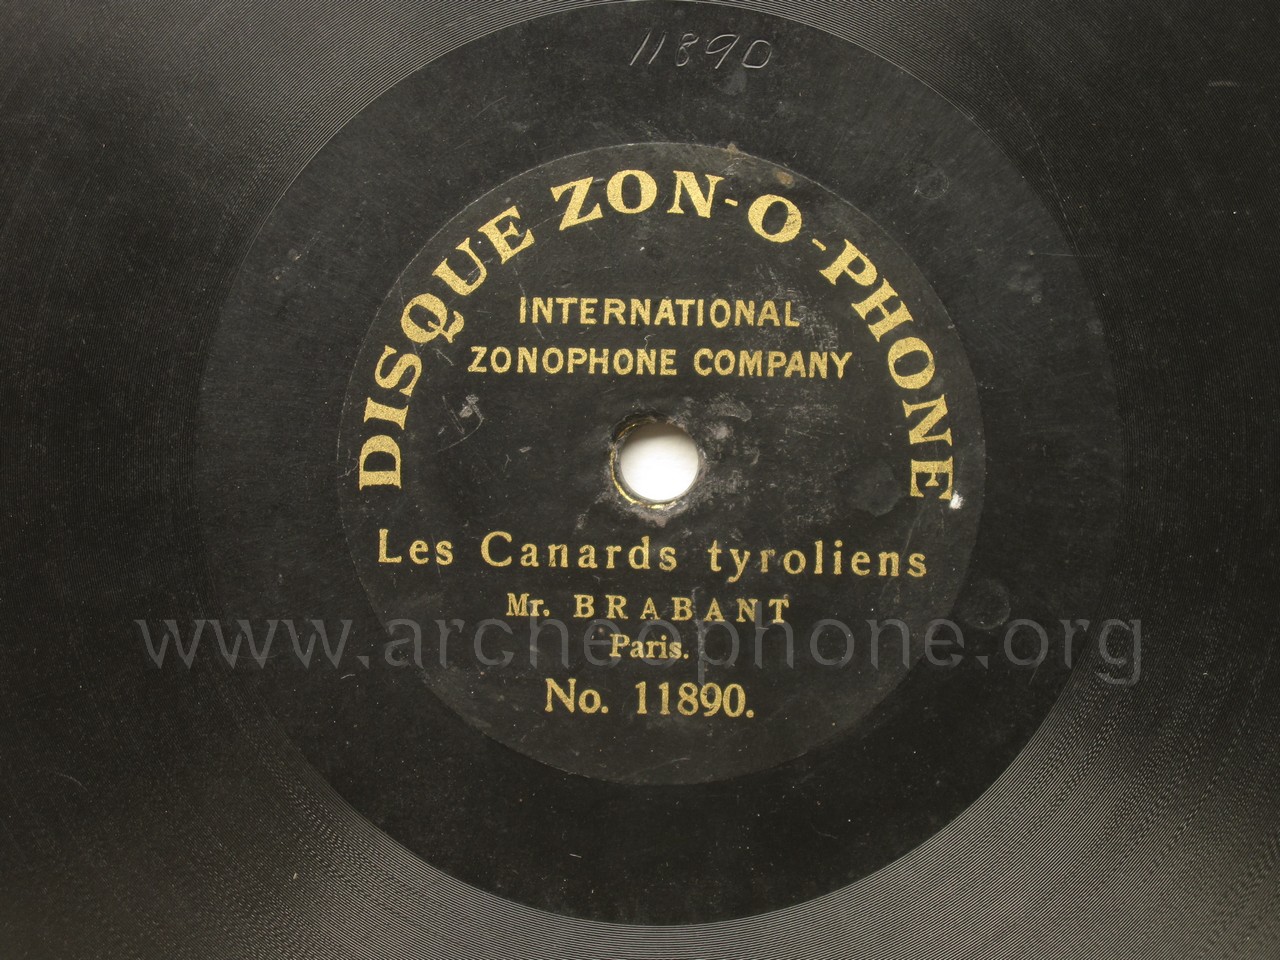 11890
DISQUE ZON-O-PHONE
INTERNATIONAL
ZONOPHONE COMPANY
Les Canards tyroliens
Mr. BRABANT
www.archeophone.org
Paris.
No. 11890.